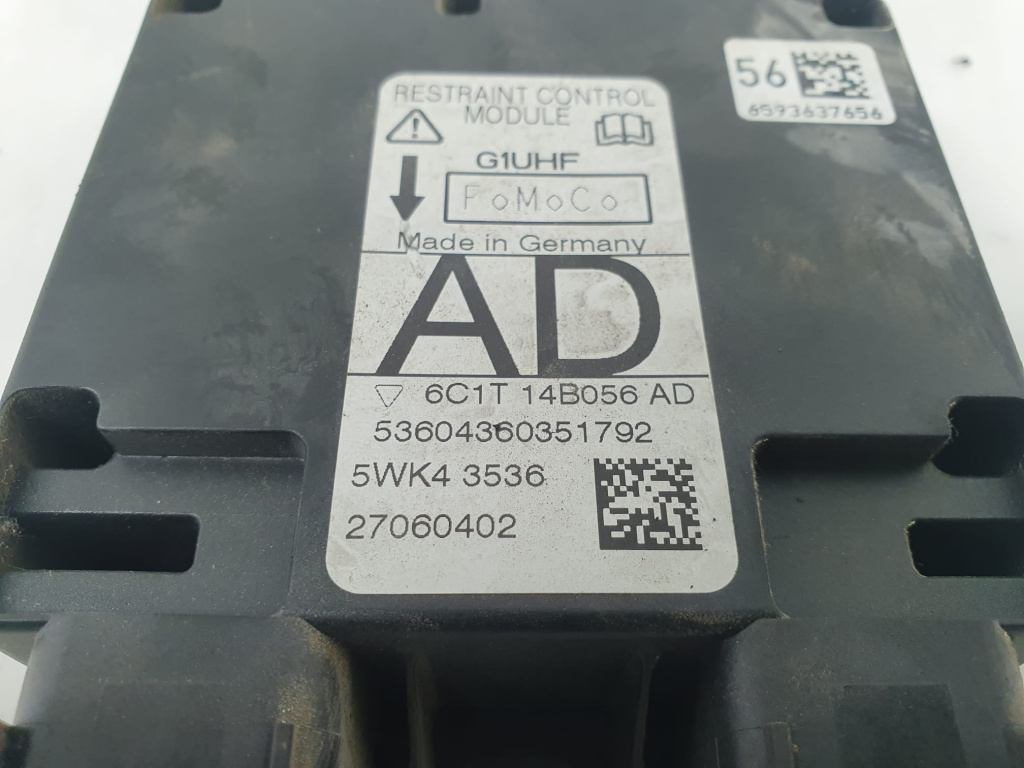 56
6593637656
RESTRAINT CONTROL
MODULE
G1UHF
FoMoCo
Made in Germany
AD
6C1T 14B056 AD
53604360351792
5WK4 3536
27060402